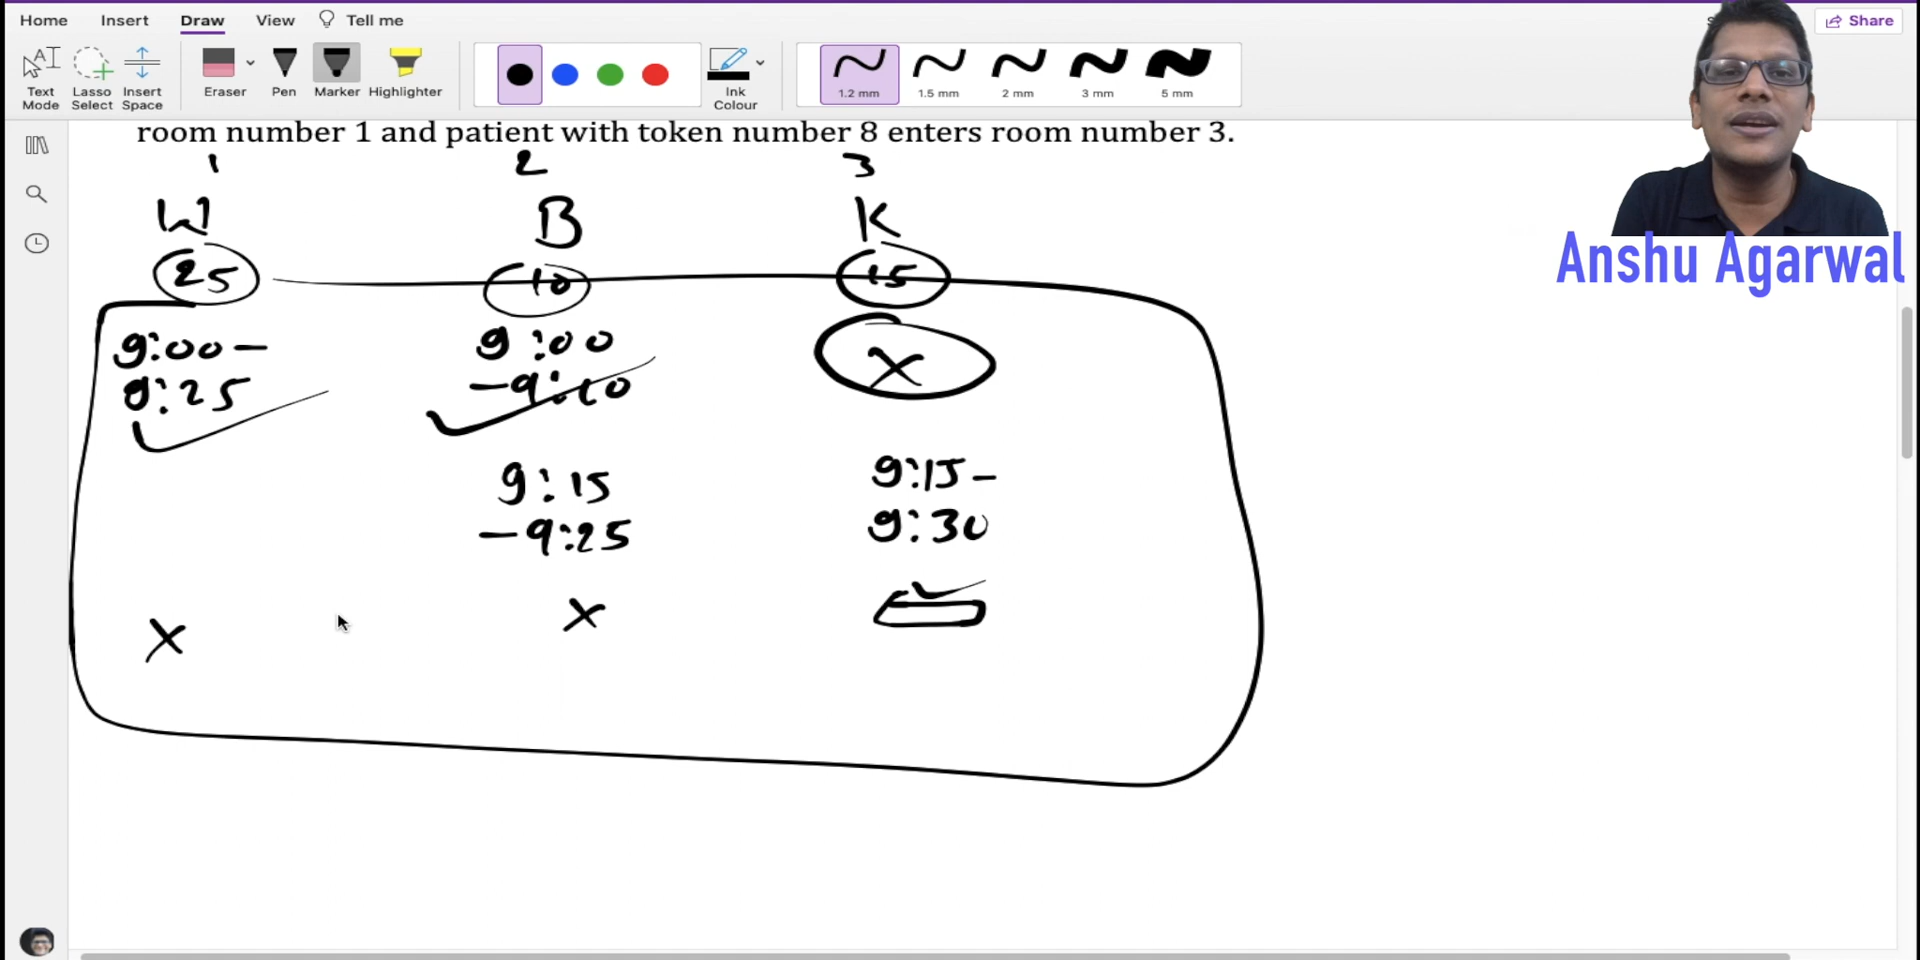 Home Insert Draw View Tell me Share
Text Mode Lasso Select Insert Space Eraser Pen Marker Highlighter Ink Colour 1.2 mm 1.5 mm 2 mm 3 mm 5 mm
room number 1 and patient with token number 8 enters room number 3.
1 2 3
W B K
Anshu Agarwal
25 10 15
9:00 – 9:00 X
9:25 – 9:10
9:15 9:15 –
– 9:25 9:30
X X